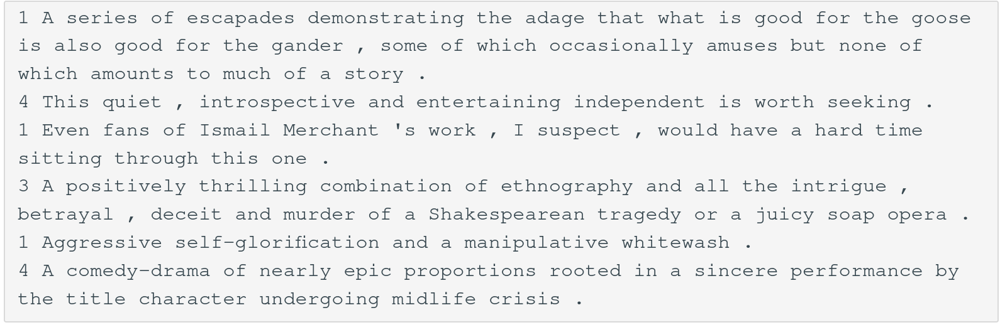 1 A series of escapades demonstrating the adage that what is good for the goose
is also good for the gander , some of which occasionally amuses but none of
which amounts to much of a story .
4 This quiet , introspective and entertaining independent is worth seeking .
1 Even fans of Ismail Merchant 's work , I suspect , would have a hard time
sitting through this one .
3 A positively thrilling combination of ethnography and all the intrigue ,
betrayal , deceit and murder of a Shakespearean tragedy or a juicy soap opera .
1 Aggressive self-glorification and a manipulative whitewash .
4 A comedy-drama of nearly epic proportions rooted in a sincere performance by
the title character undergoing midlife crisis .